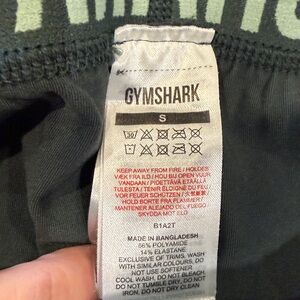 GYMSHARK
S
30
KEEP AWAY FROM FIRE / HOLDES
VÆK FRA ILD / HOU BIJ OPEN VUUR
VANDAAN / PIDETTÄVÄ ETÄÄLLÄ
TULESTA / TENIR ÉLOIGNÉ DU FEU
VOR FEUER SCHÜTZEN /
HOLD BORTE FRA FLAMMER /
MANTENER ALEJADO DEL FUEGO
SKYDDA MOT ELD
B1A2T
MADE IN BANGLADESH
86% POLYAMIDE
14% ELASTANE
EXCLUSIVE OF TRIMS. WASH
WITH SIMILAR COLOURS. DO
NOT USE SOFTENER
COOL WASH. DO NOT BLEACH.
DO NOT TUMBLE DRY. DO NOT
IRON. DO NOT DRY CLEAN